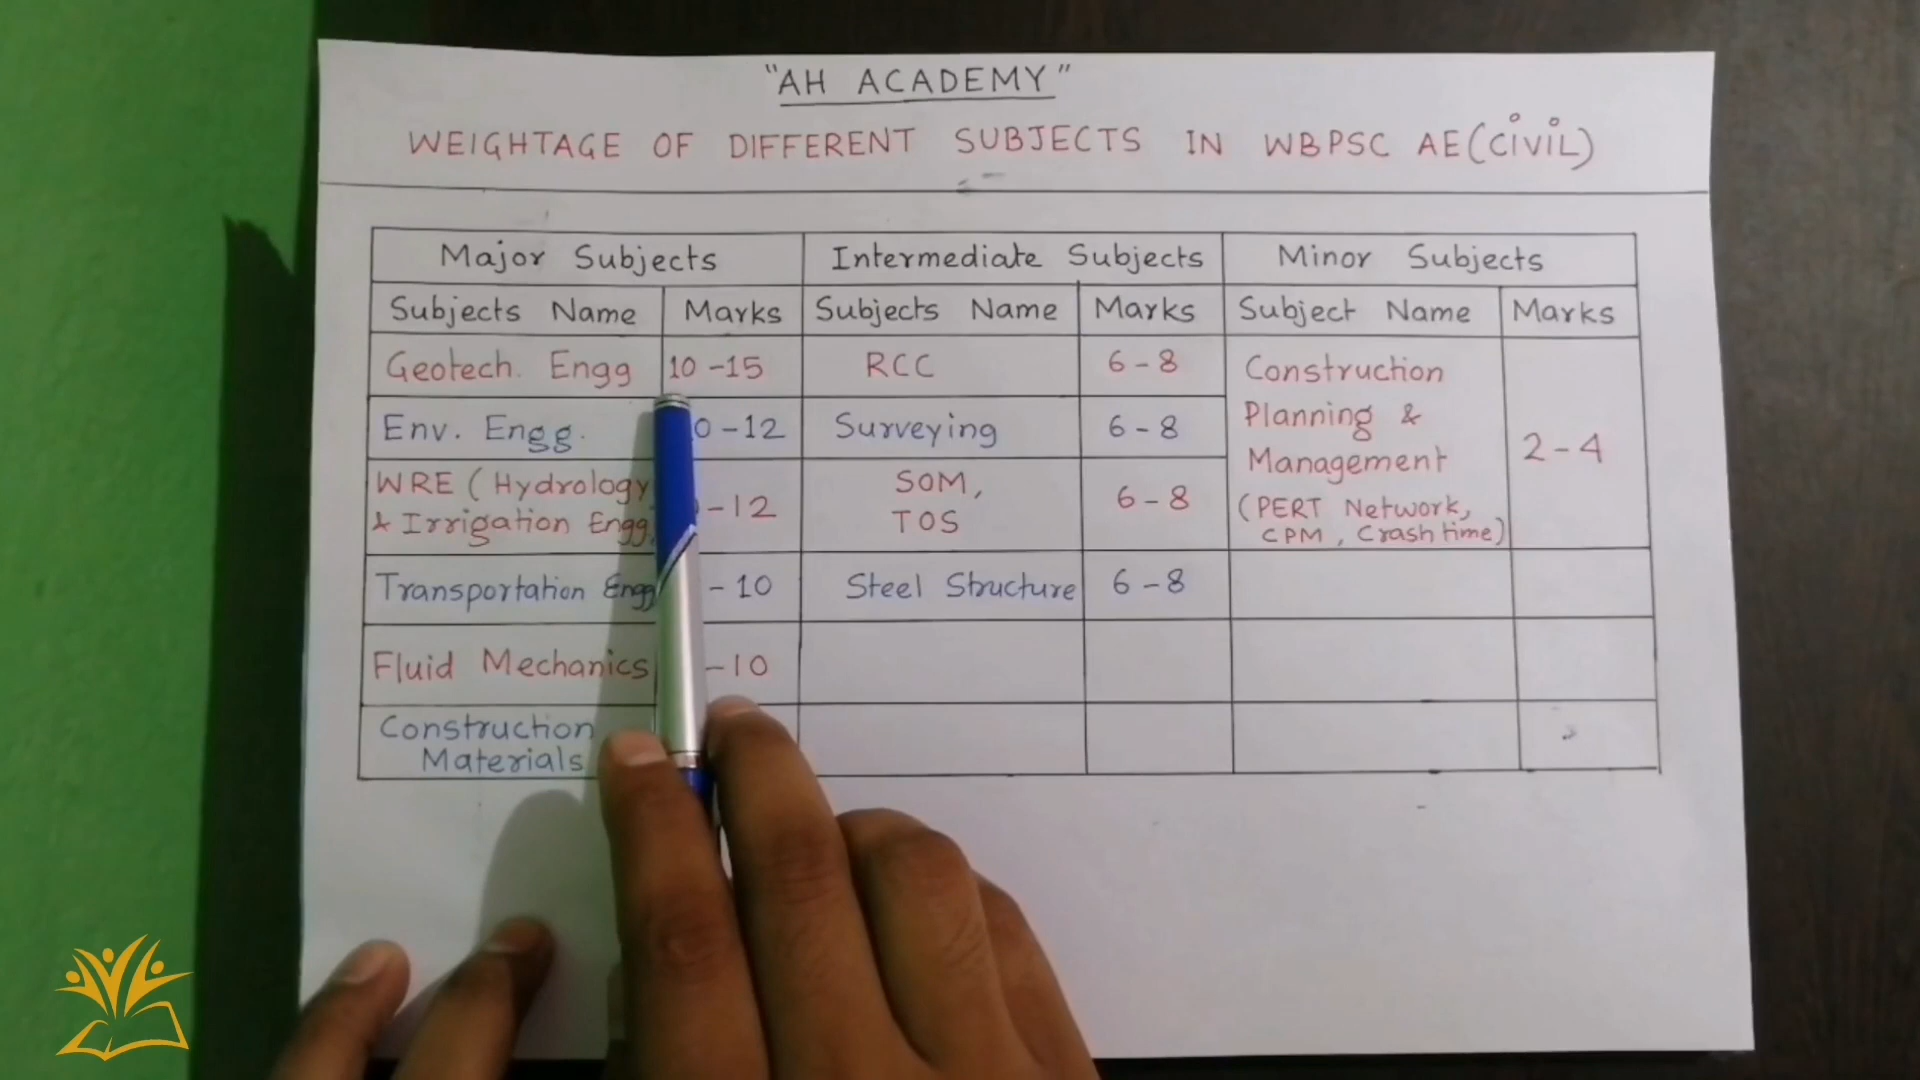 "AH ACADEMY"
WEIGHTAGE OF DIFFERENT SUBJECTS IN WBPSC AE(CiViL)
Major Subjects Intermediate Subjects Minor Subjects
Subjects Name Marks Subjects Name Marks Subject Name Marks
Geotech. Engg 10-15 RCC 6-8 Construction
Planning &
Management
(PERT Network,
CPM, Crash time) 2-4
Env. Engg. 0-12 Surveying 6-8
WRE (Hydrology
& Irrigation Engg. -12 SOM,
TOS 6-8
Transportation Engg -10 Steel Structure 6-8
Fluid Mechanics -10
Construction
Materials